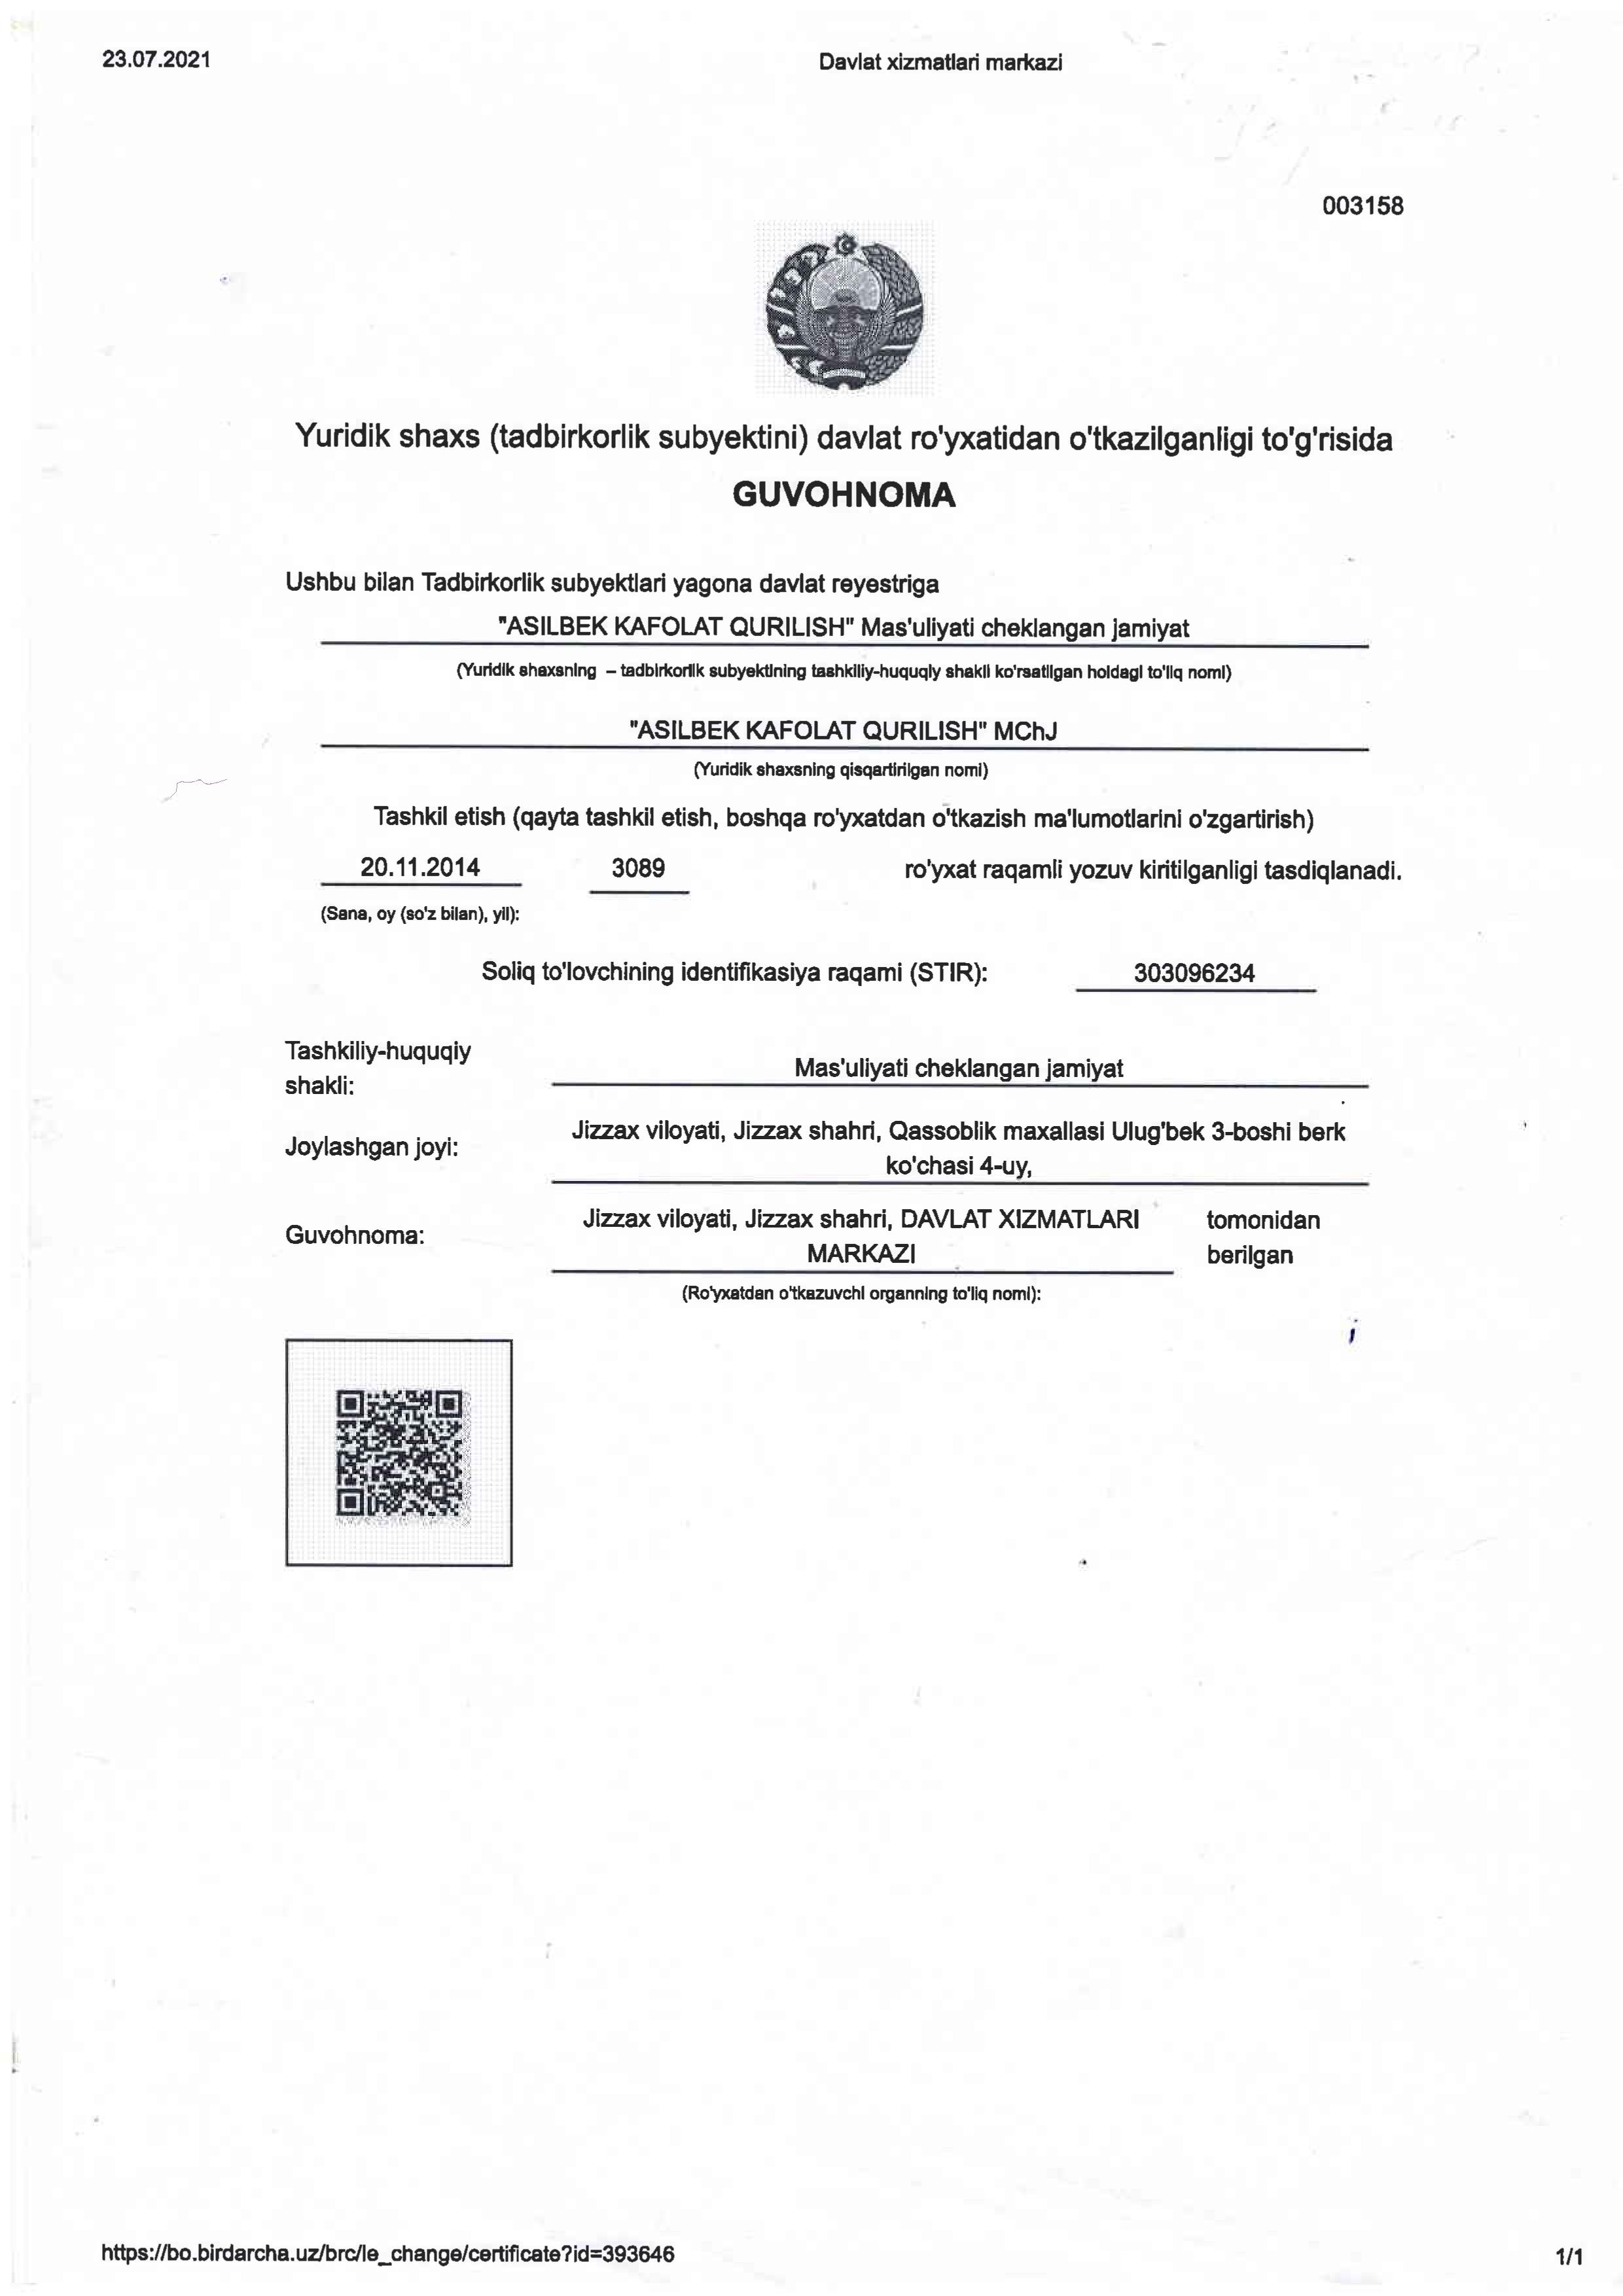 23.07.2021
Davlat xizmatlari markazi
003158
Yuridik shaxs (tadbirkorlik subyektini) davlat ro'yxatidan o'tkazilganligi to'g'risida
GUVOHNOMA
Ushbu bilan Tadbirkorlik subyektlari yagona davlat reyestriga
"ASILBEK KAFOLAT QURILISH" Mas'uliyati cheklangan jamiyat
(Yuridik shaxsning – tadbirkorlik subyektining tashkiliy-huquqiy shakli ko'rsatilgan holdagi to'liq nomi)
"ASILBEK KAFOLAT QURILISH" MChJ
(Yuridik shaxsning qisqartirilgan nomi)
Tashkil etish (qayta tashkil etish, boshqa ro'yxatdan o'tkazish ma'lumotlarini o'zgartirish)
20.11.2014 3089 ro'yxat raqamli yozuv kiritilganligi tasdiqlanadi.
(Sana, oy (so'z bilan), yil):
Soliq to'lovchining identifikasiya raqami (STIR): 303096234
Tashkiliy-huquqiy
shakli:
Mas'uliyati cheklangan jamiyat
Joylashgan joyi:
Jizzax viloyati, Jizzax shahri, Qassoblik maxallasi Ulug'bek 3-boshi berk
ko'chasi 4-uy,
Guvohnoma:
Jizzax viloyati, Jizzax shahri, DAVLAT XIZMATLARI
MARKAZI
tomonidan
berilgan
(Ro'yxatdan o'tkazuvchi organning to'liq nomi):
https://bo.birdarcha.uz/brc/le_change/certificate?id=393646
1/1